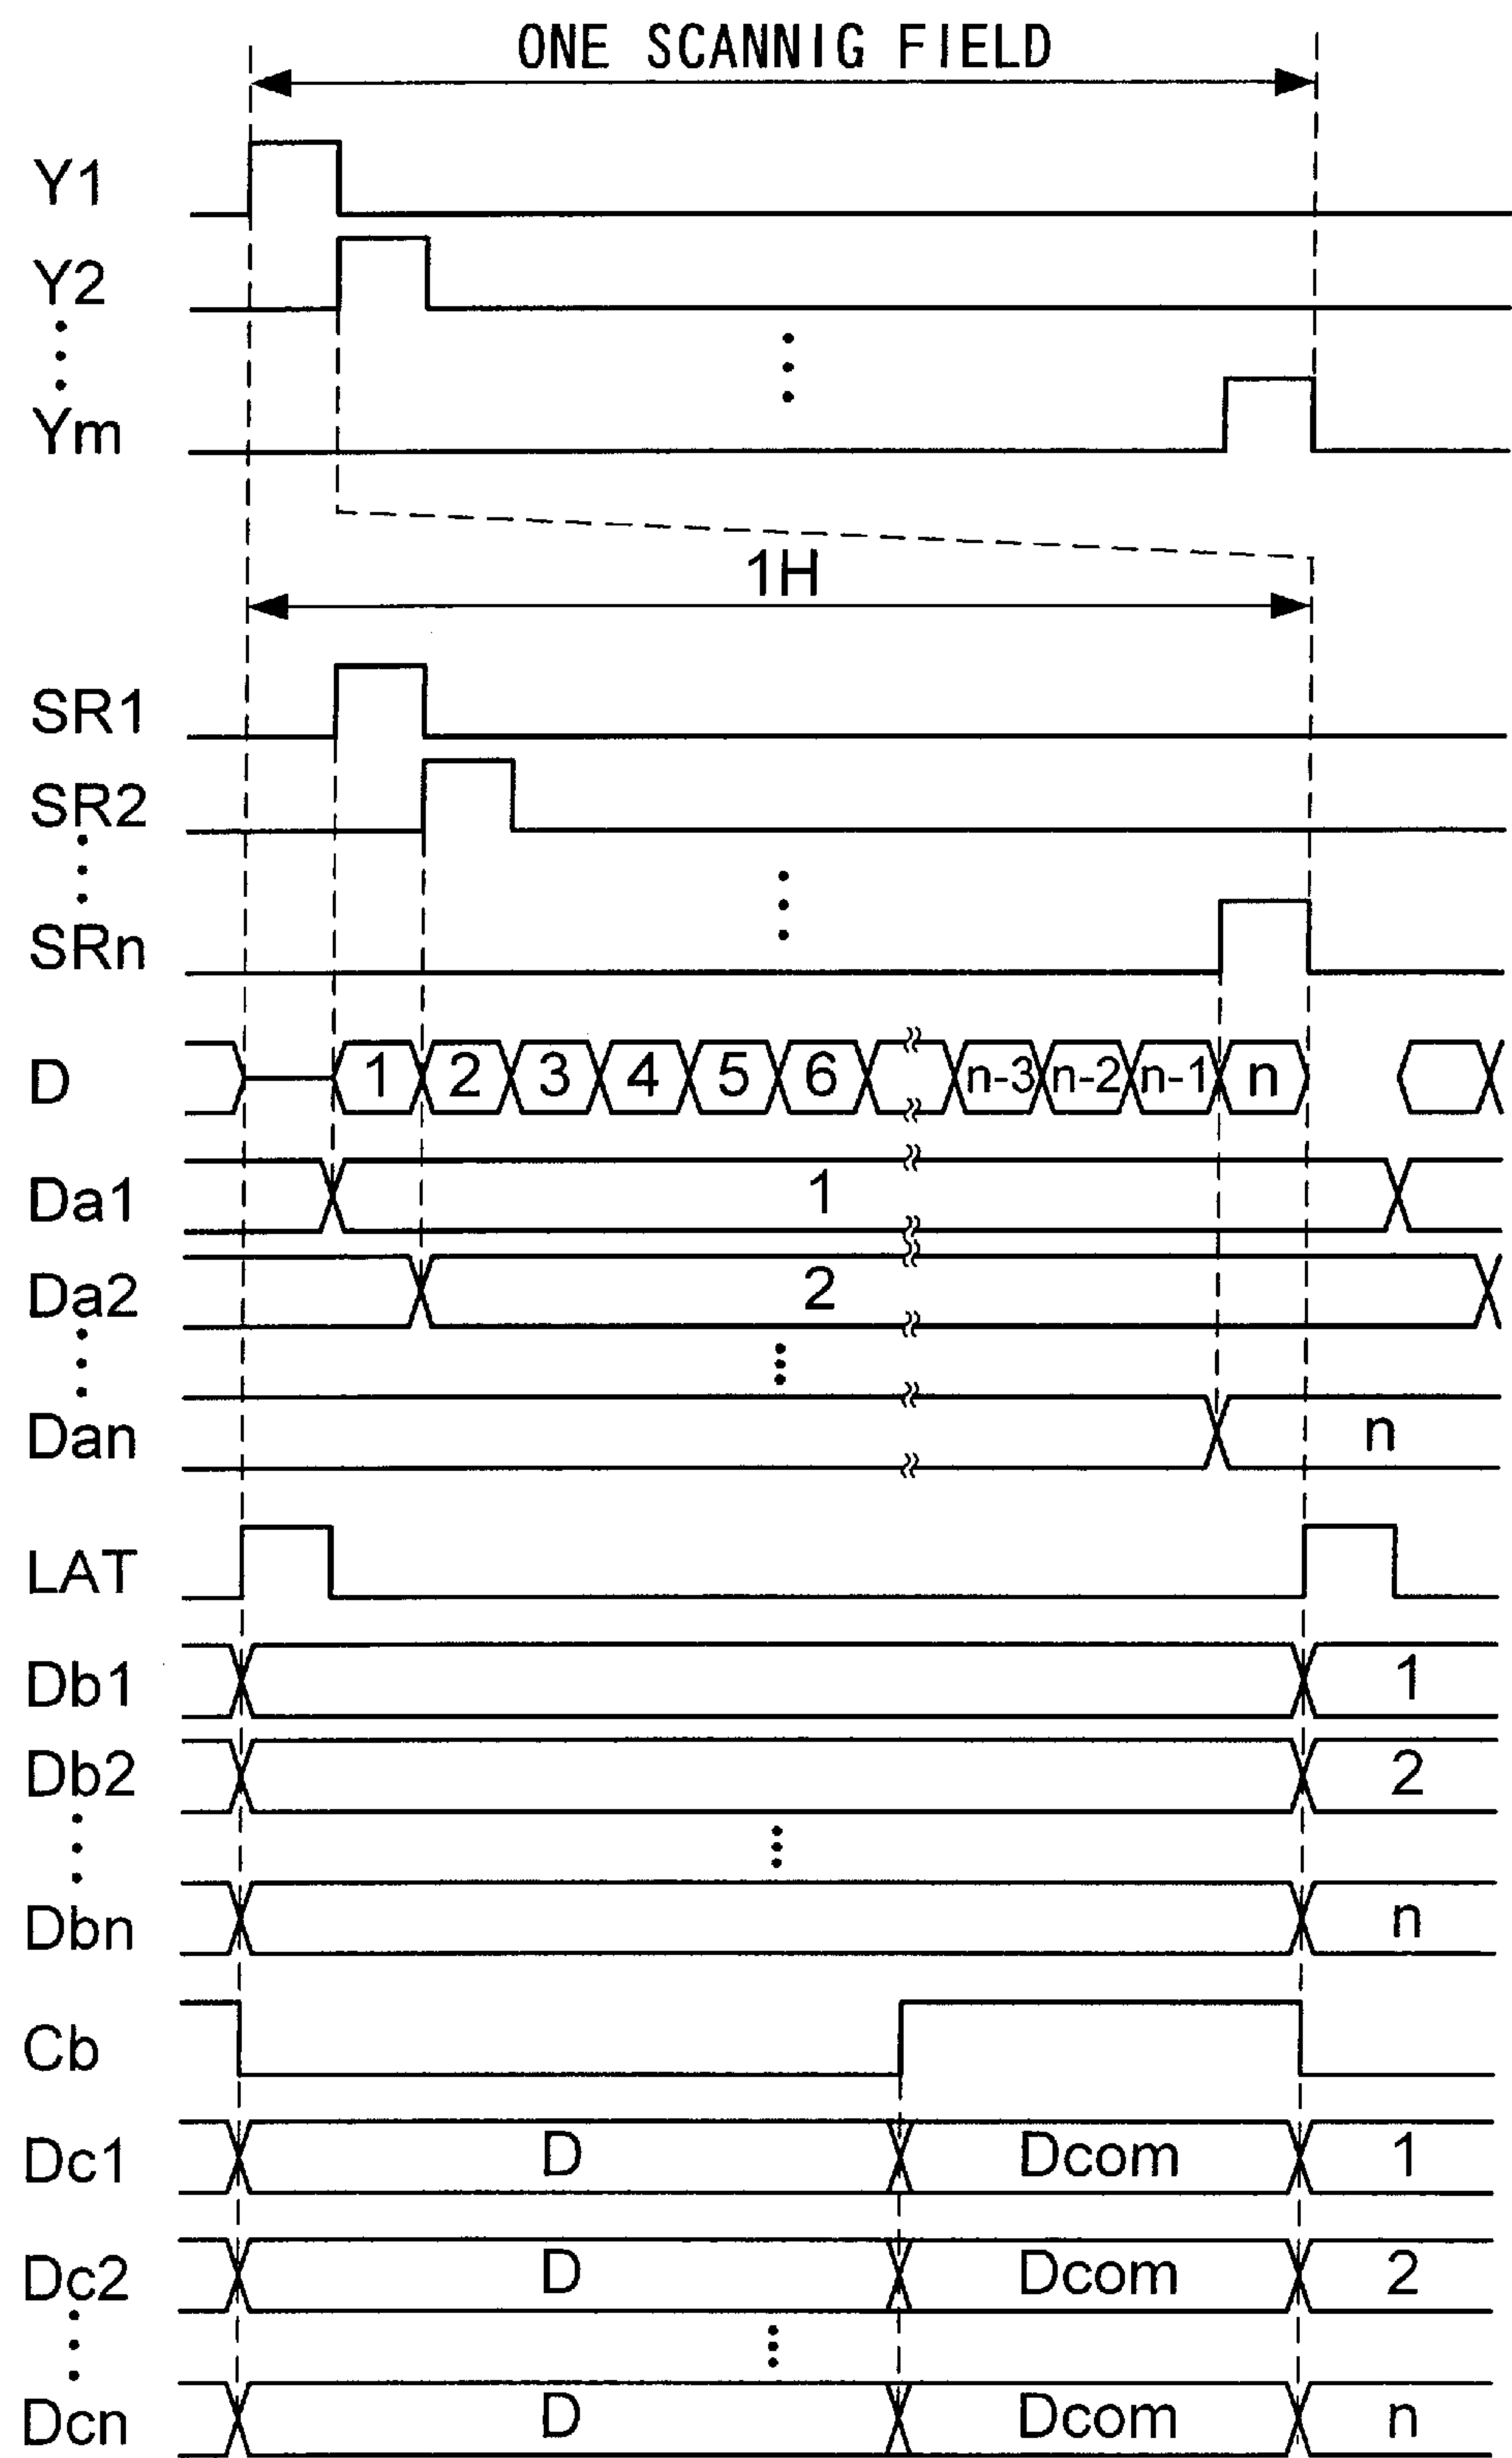 ONE SCANNIG FIELD
Y1
Y2
Ym
1H
SR1
SR2
SRn
D 1 2 3 4 5 6 n-3 n-2 n-1 n
Da1 1
Da2 2
Dan n
LAT
Db1 1
Db2 2
Dbn n
Cb
Dc1 D Dcom 1
Dc2 D Dcom 2
Dcn D Dcom n